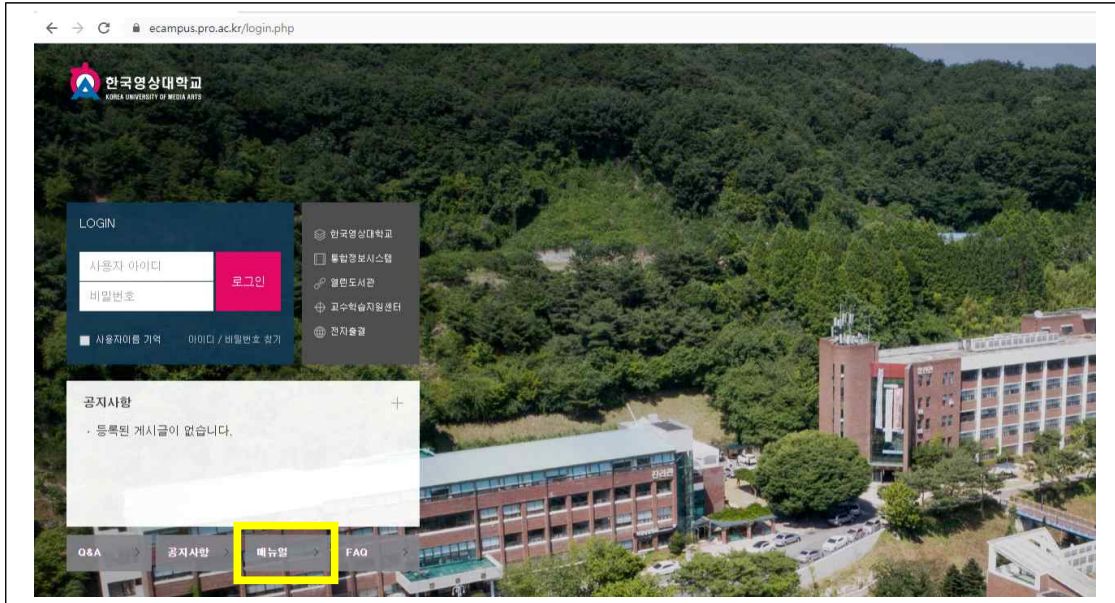 ecampus.pro.ac.kr/login.php
한국영상대학교
KOREA UNIVERSITY OF MEDIA ARTS
LOGIN
사용자 아이디
비밀번호
로그인
사용자이름 기억
아이디 / 비밀번호 찾기
한국영상대학교
통합정보시스템
열린도서관
교수학습지원센터
전자출결
공지사항
· 등록된 게시글이 없습니다.
Q&A
공지사항
메뉴얼
FAQ
진리관